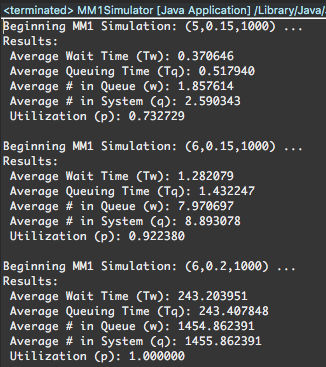 <terminated> MM1Simulator [Java Application] /Library/Java/
Beginning MM1 Simulation: (5,0.15,1000) ...
Results:
Average Wait Time (Tw): 0.370646
Average Queuing Time (Tq): 0.517940
Average # in Queue (w): 1.857614
Average # in System (q): 2.590343
Utilization (p): 0.732729
Beginning MM1 Simulation: (6,0.15,1000) ...
Results:
Average Wait Time (Tw): 1.282079
Average Queuing Time (Tq): 1.432247
Average # in Queue (w): 7.970697
Average # in System (q): 8.893078
Utilization (p): 0.922380
Beginning MM1 Simulation: (6,0.2,1000) ...
Results:
Average Wait Time (Tw): 243.203951
Average Queuing Time (Tq): 243.407848
Average # in Queue (w): 1454.862391
Average # in System (q): 1455.862391
Utilization (p): 1.000000